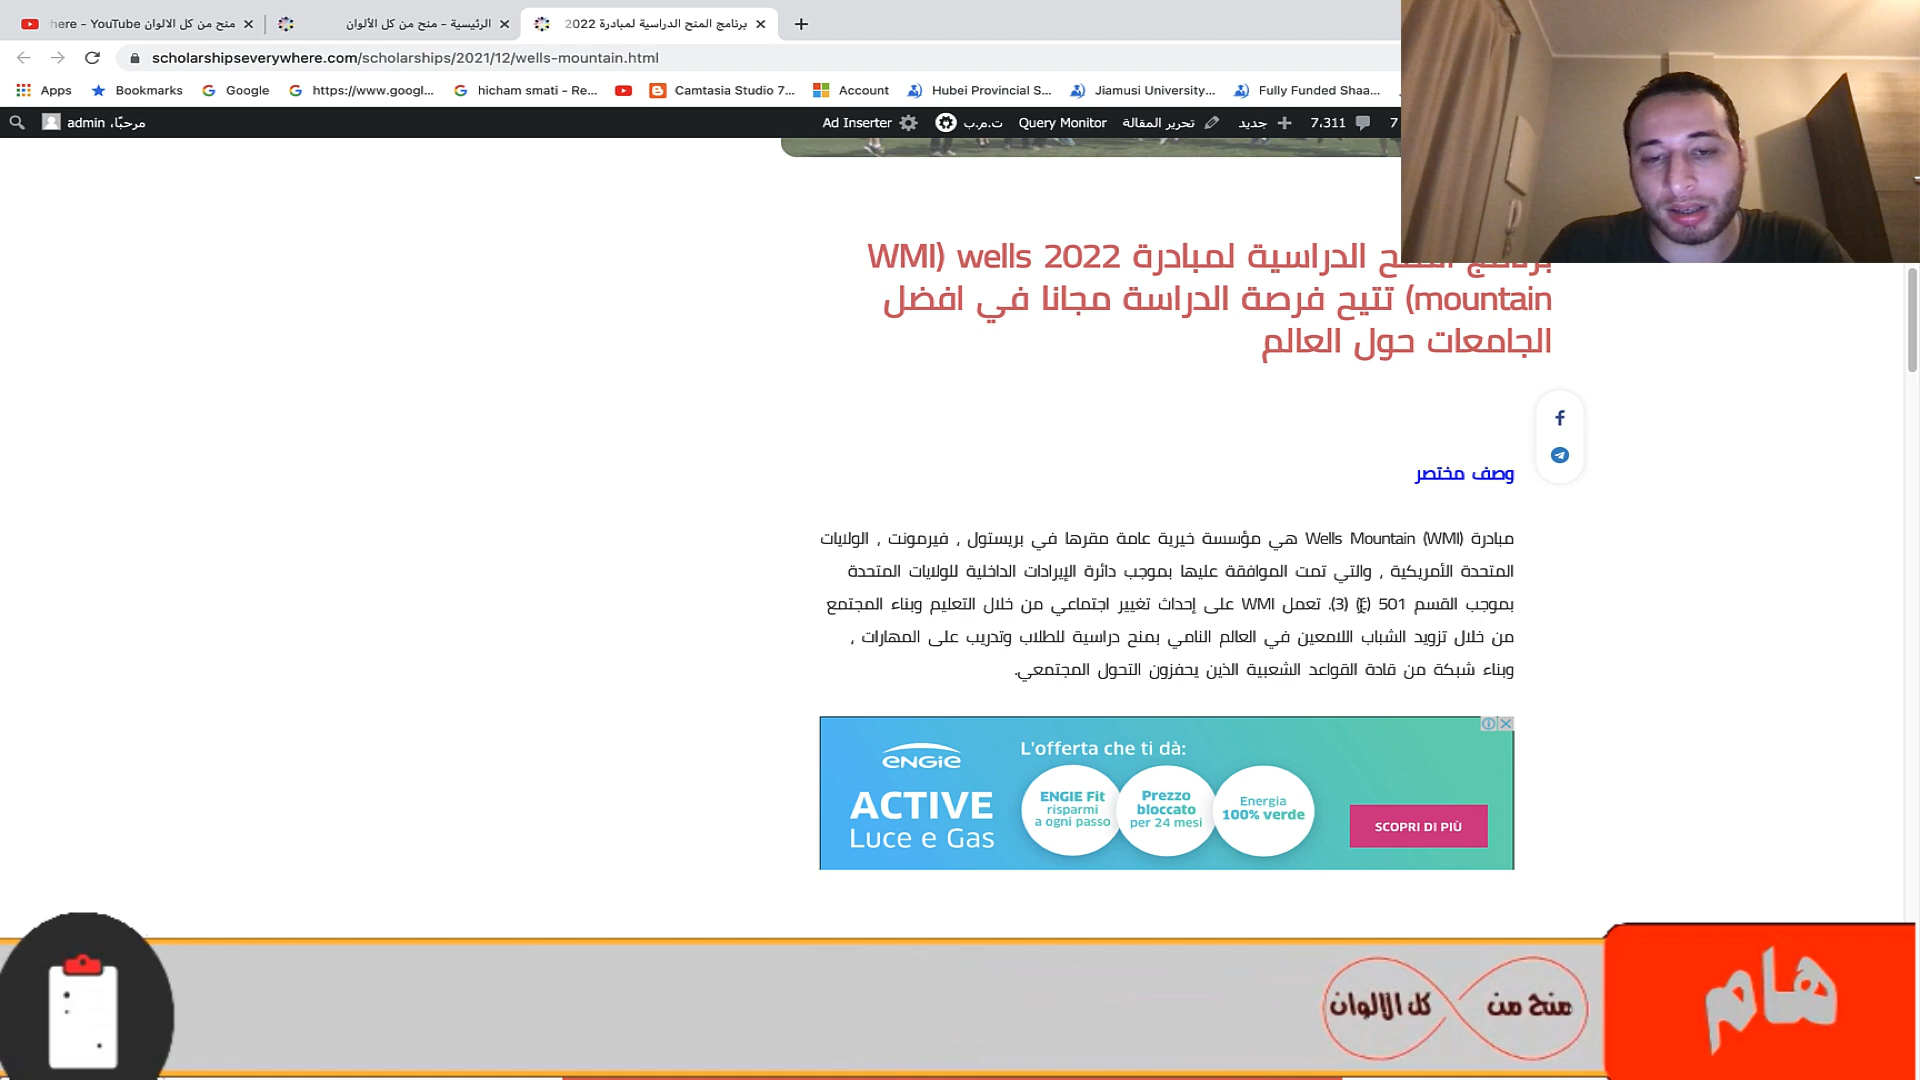 منح من كل الالوان here - YouTube
الرئيسية - منح من كل الألوان
برنامج المنح الدراسية لمبادرة 2022
scholarshipseverywhere.com/scholarships/2021/12/wells-mountain.html
Apps
Bookmarks
Google
https://www.googl...
hicham smati - Re...
Camtasia Studio 7...
Account
Hubei Provincial S...
Jiamusi University...
Fully Funded Shaa...
مرحبًا، admin
Ad Inserter
ت.م.ب
Query Monitor
تحرير المقالة
جديد
7،311
7
برنامج المنح الدراسية لمبادرة WMI) wells 2022
mountain) تتيح فرصة الدراسة مجانا في افضل
الجامعات حول العالم
وصف مختصر
مبادرة Wells Mountain (WMI) هي مؤسسة خيرية عامة مقرها في بريستول ، فيرمونت ، الولايات
المتحدة الأمريكية ، والتي تمت الموافقة عليها بموجب دائرة الإيرادات الداخلية للولايات المتحدة
بموجب القسم 501 (ج) (3). تعمل WMI على إحداث تغيير اجتماعي من خلال التعليم وبناء المجتمع
من خلال تزويد الشباب اللامعين في العالم النامي بمنح دراسية للطلاب وتدريب على المهارات ،
وبناء شبكة من قادة القواعد الشعبية الذين يحفزون التحول المجتمعي.
ENGIE
ACTIVE
Luce e Gas
L'offerta che ti dà:
ENGIE Fit
risparmi
a ogni passo
Prezzo
bloccato
per 24 mesi
Energia
100% verde
SCOPRI DI PIÙ
منح من كل الالوان
هام